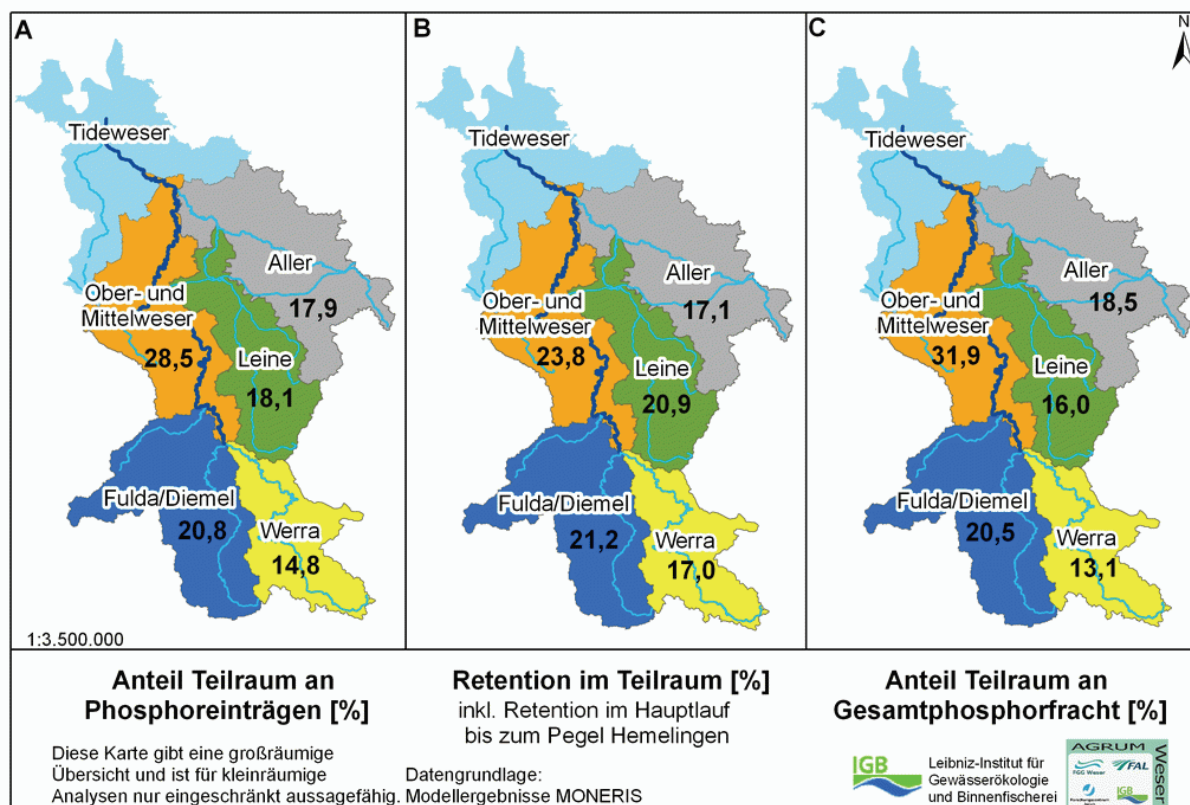 A
Tideweser
Aller
17,9
Ober- und
Mittelweser
28,5
Leine
18,1
Fulda/Diemel
20,8
Werra
14,8
1:3.500.000
B
Tideweser
Aller
17,1
Ober- und
Mittelweser
23,8
Leine
20,9
Fulda/Diemel
21,2
Werra
17,0
C
N
Tideweser
Aller
18,5
Ober- und
Mittelweser
31,9
Leine
16,0
Fulda/Diemel
20,5
Werra
13,1
Anteil Teilraum an
Phosphoreinträgen [%]
Diese Karte gibt eine großräumige
Übersicht und ist für kleinräumige
Analysen nur eingeschränkt aussagefähig.
Retention im Teilraum [%]
inkl. Retention im Hauptlauf
bis zum Pegel Hemelingen
Datengrundlage:
Modellergebnisse MONERIS
Anteil Teilraum an
Gesamtphosphorfracht [%]
IGB
Leibniz-Institut für
Gewässerökologie
und Binnenfischerei
AGRUM
Weser
FGG Weser
FAL
Forschungszentrum
IGB